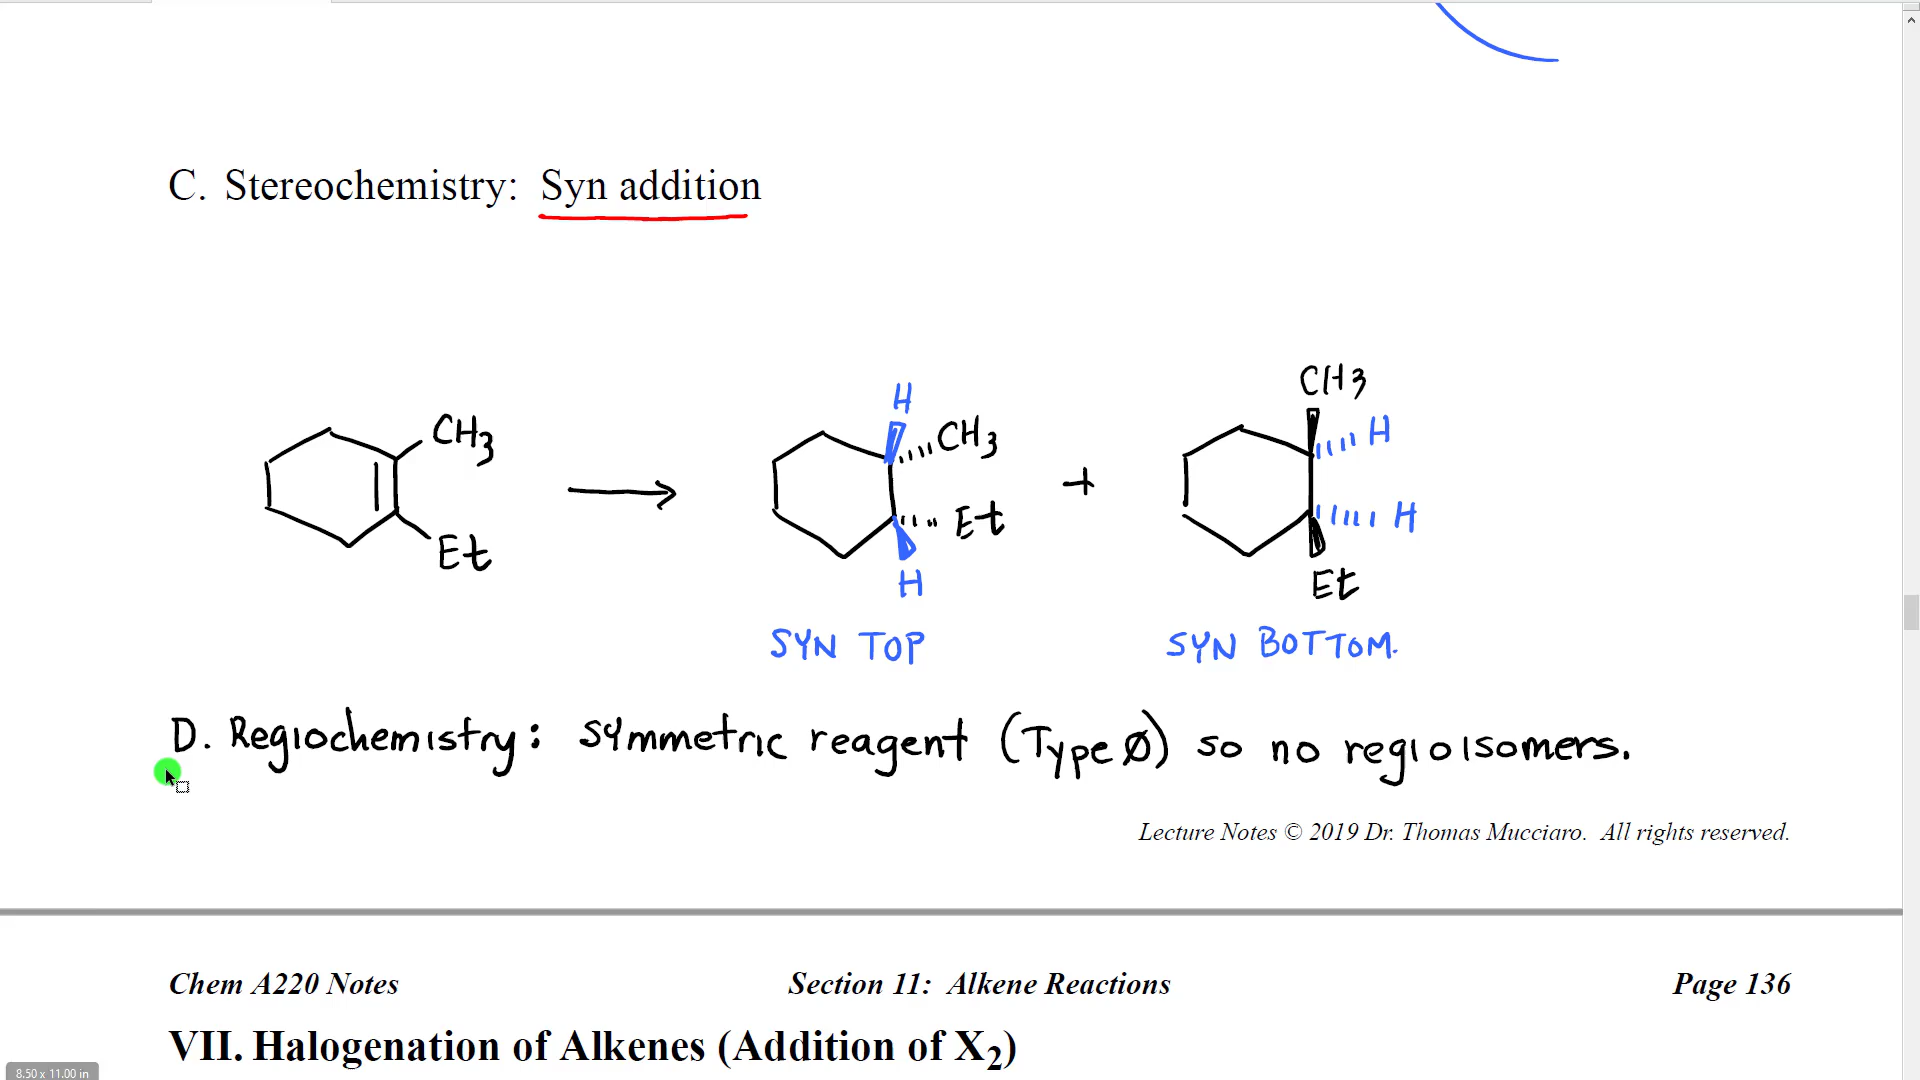 C. Stereochemistry: Syn addition
CH3
H
CH3
CH3
H
Et
Et
H
H
Et
+
SYN TOP
SYN BOTTOM.
D. Regiochemistry: symmetric reagent (Type Ø) so no regioisomers.
Lecture Notes © 2019 Dr. Thomas Mucciaro. All rights reserved.
Chem A220 Notes Section 11: Alkene Reactions Page 136
VII. Halogenation of Alkenes (Addition of X2)
8.50 x 11.00 in